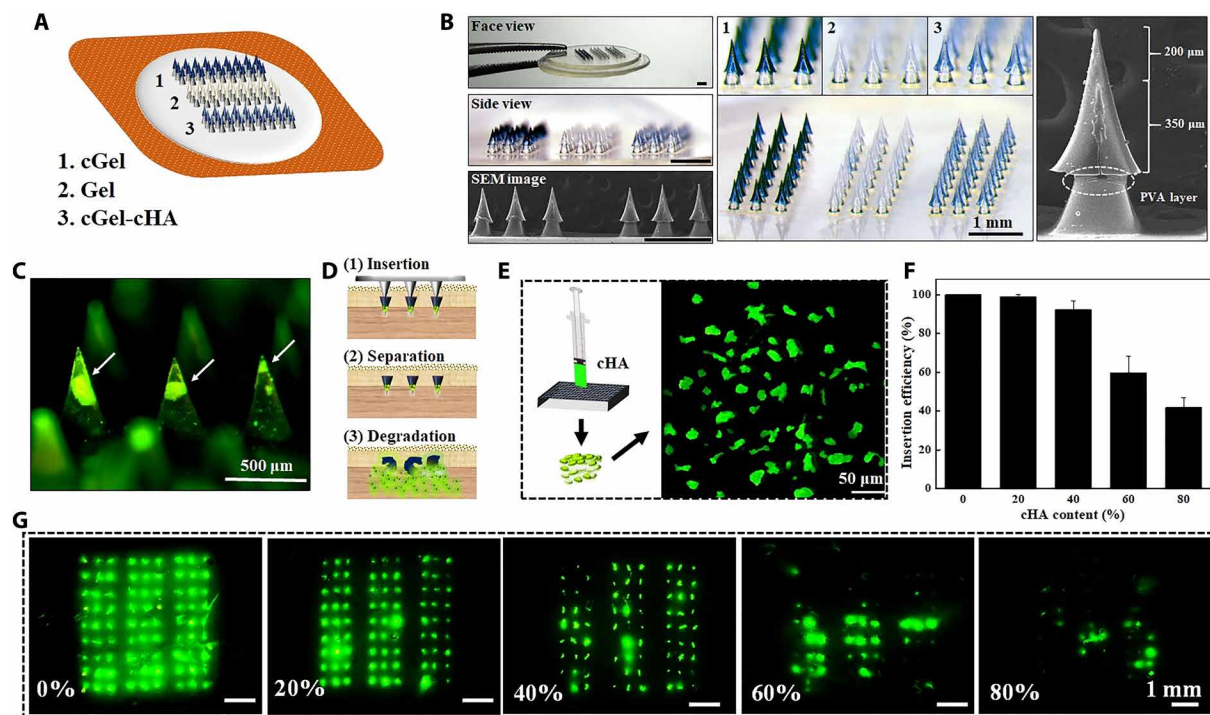 A
1
2
3
1. cGel
2. Gel
3. cGel-cHA
B
Face view
Side view
SEM image
1
2
3
1 mm
200 μm
350 μm
PVA layer
C
500 μm
D
(1) Insertion
(2) Separation
(3) Degradation
E
cHA
50 μm
F
Insertion efficiency (%)
100
80
60
40
20
0
0 20 40 60 80
cHA content (%)
G
0%
20%
40%
60%
80%
1 mm